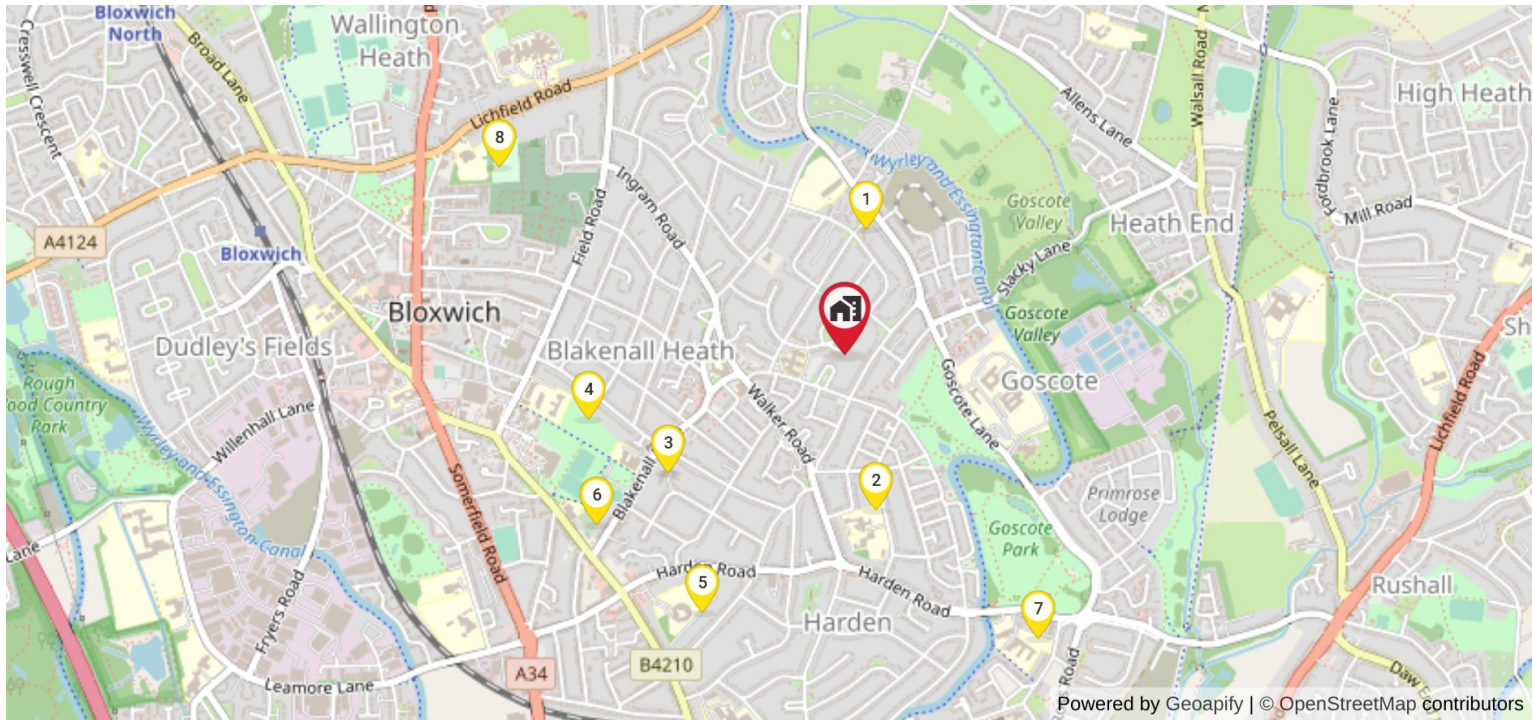 Bloxwich
North
Cresswell Crescent
Broad Lane
Wallington
Heath
Lichfield Road
8
Allens Lane
Walsall Road
High Heath
Fordbrook Lane
Wyrley and Essington Canal
Ingram Road
Field Road
1
Goscote
Valley
Heath End
Mill Road
A4124
Bloxwich
Slacky Lane
Bloxwich
Goscote
Valley
Sh
Dudley's Fields
Blakenall Heath
Goscote
Rough
ood Country
Park
4
Walker Road
Goscote Lane
Lichfield Road
Willenhall Lane
3
Pelsall Lane
Wyrley and Essington Canal
Somerfield Road
Blakenall
6
2
Primrose
Lodge
Goscote
Park
Lane
Harden Road
5
Harden Road
Rushall
Fryers Road
7
Harden
B4210
A34
Leamore Lane
Road
Daw
Powered by Geoapify | © OpenStreetMap contributors